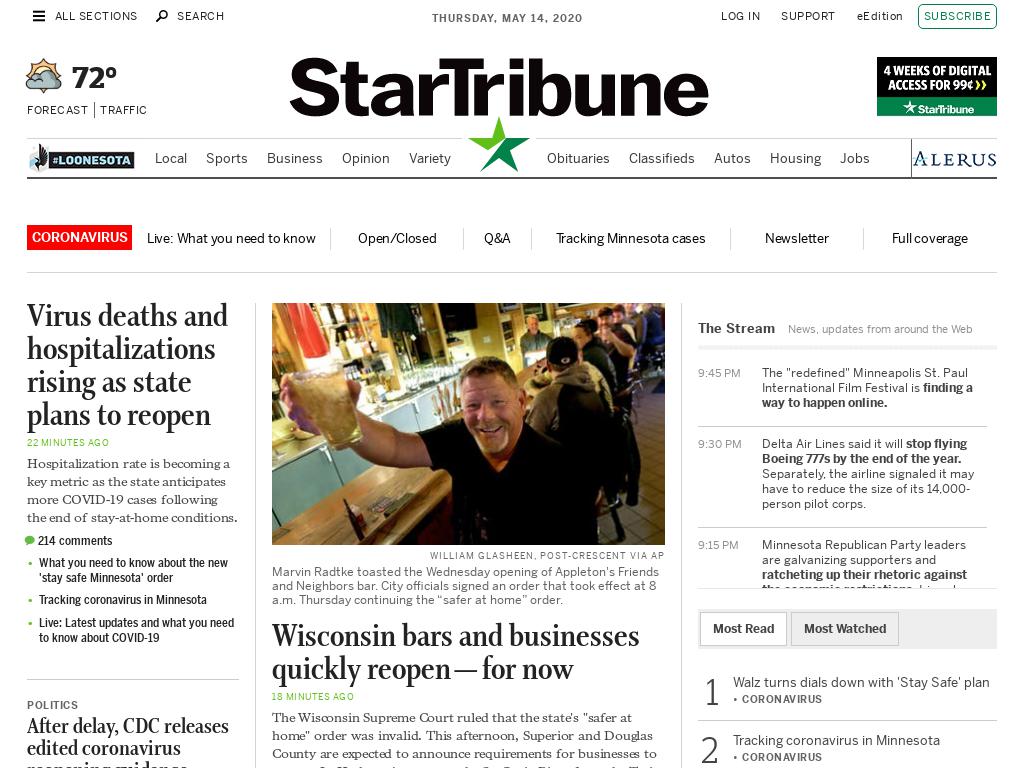 ALL SECTIONS
SEARCH
THURSDAY, MAY 14, 2020
LOG IN
SUPPORT
eEdition
SUBSCRIBE
72º
FORECAST
TRAFFIC
StarTribune
4 WEEKS OF DIGITAL
ACCESS FOR 99¢ ››
StarTribune
#LOONESOTA
Local
Sports
Business
Opinion
Variety
Obituaries
Classifieds
Autos
Housing
Jobs
ALERUS
CORONAVIRUS
Live: What you need to know
Open/Closed
Q&A
Tracking Minnesota cases
Newsletter
Full coverage
Virus deaths and
hospitalizations
rising as state
plans to reopen
22 MINUTES AGO
Hospitalization rate is becoming a
key metric as the state anticipates
more COVID-19 cases following
the end of stay-at-home conditions.
214 comments
• What you need to know about the new
'stay safe Minnesota' order
• Tracking coronavirus in Minnesota
• Live: Latest updates and what you need
to know about COVID-19
POLITICS
After delay, CDC releases
edited coronavirus
reopening guidance
WILLIAM GLASHEEN, POST-CRESCENT VIA AP
Marvin Radtke toasted the Wednesday opening of Appleton's Friends
and Neighbors bar. City officials signed an order that took effect at 8
a.m. Thursday continuing the “safer at home” order.
Wisconsin bars and businesses
quickly reopen — for now
18 MINUTES AGO
The Wisconsin Supreme Court ruled that the state's "safer at
home" order was invalid. This afternoon, Superior and Douglas
County are expected to announce requirements for businesses to
The Stream
News, updates from around the Web
9:45 PM
The "redefined" Minneapolis St. Paul
International Film Festival is finding a
way to happen online.
9:30 PM
Delta Air Lines said it will stop flying
Boeing 777s by the end of the year.
Separately, the airline signaled it may
have to reduce the size of its 14,000-
person pilot corps.
9:15 PM
Minnesota Republican Party leaders
are galvanizing supporters and
ratcheting up their rhetoric against
the economic restrictions
Most Read
Most Watched
1
Walz turns dials down with 'Stay Safe' plan
• CORONAVIRUS
2
Tracking coronavirus in Minnesota
• CORONAVIRUS